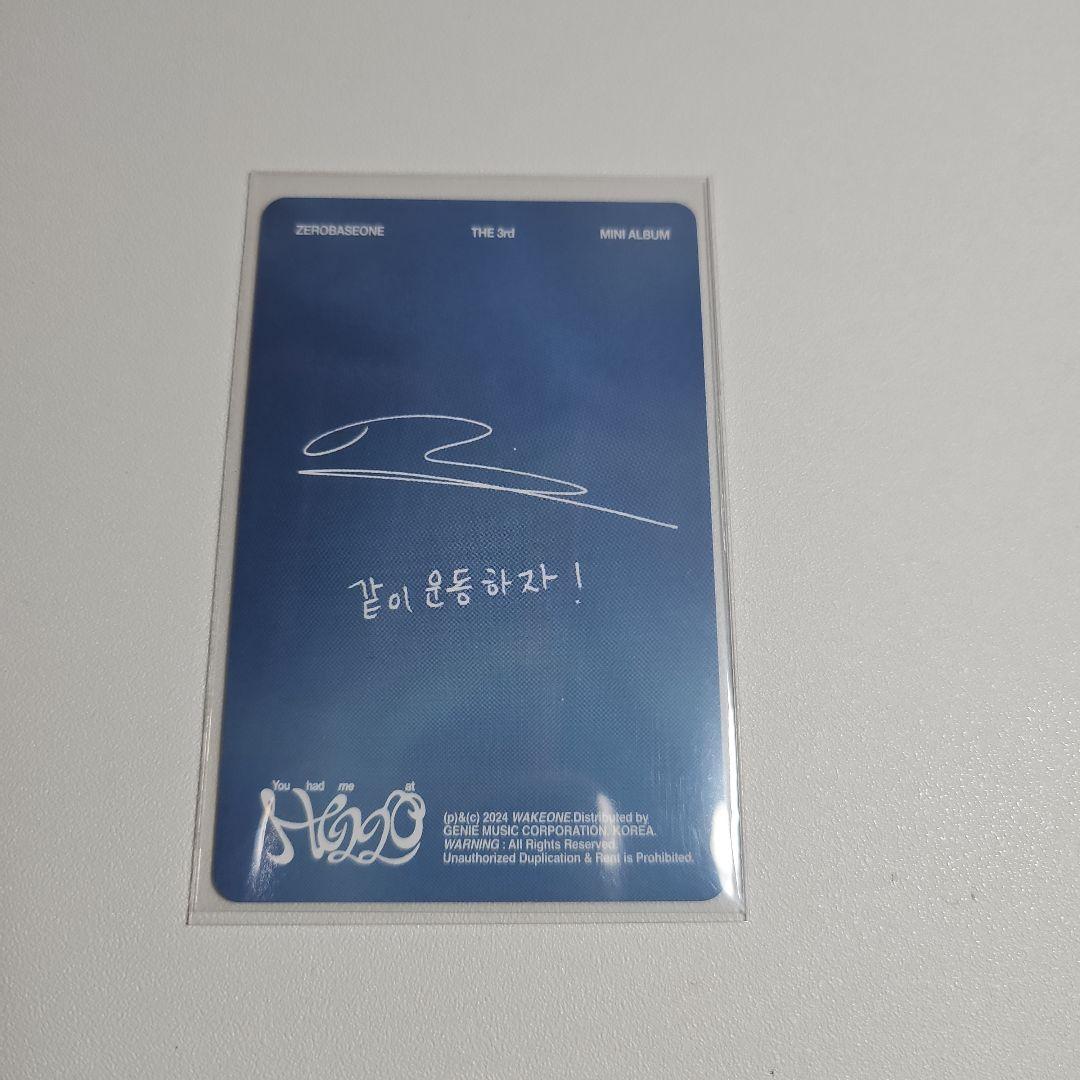 ZEROBASEONE THE 3rd MINI ALBUM
같이 운동하자!
You had me at
HELLO
(p)&(c) 2024 WAKEONE.Distributed by
GENIE MUSIC CORPORATION. KOREA.
WARNING : All Rights Reserved.
Unauthorized Duplication & Rent is Prohibited.